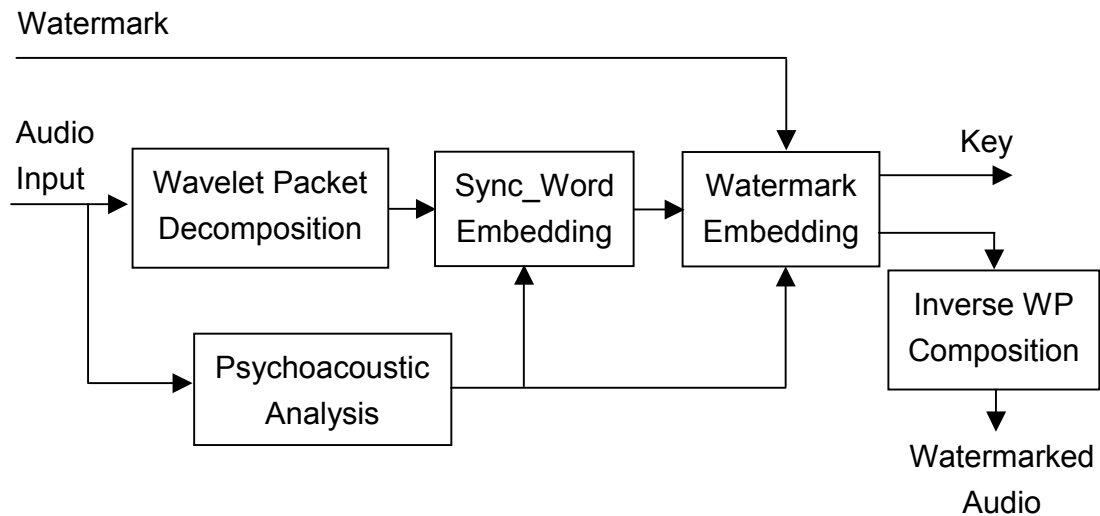 Watermark
Audio
Input
Wavelet Packet
Decomposition
Sync_Word
Embedding
Watermark
Embedding
Key
Psychoacoustic
Analysis
Inverse WP
Composition
Watermarked
Audio